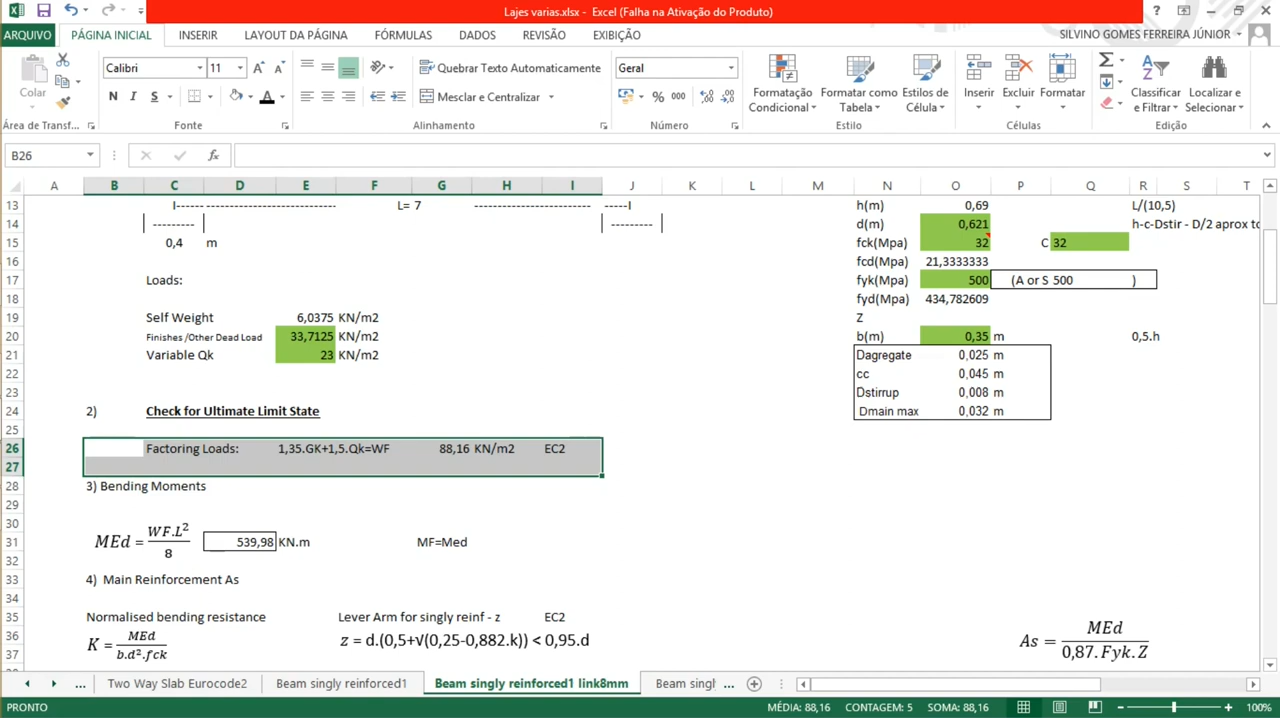 Lajes varias.xlsx - Excel (Falha na Ativação do Produto)
ARQUIVO PÁGINA INICIAL INSERIR LAYOUT DA PÁGINA FÓRMULAS DADOS REVISÃO EXIBIÇÃO SILVINO GOMES FERREIRA JÚNIOR
Colar
Calibri 11
Quebrar Texto Automaticamente
Geral
N I S
Mesclar e Centralizar
% 000
Formatação Condicional
Formatar como Tabela
Estilos de Célula
Inserir Excluir Formatar
Classificar e Filtrar
Localizar e Selecionar
Área de Transf... Fonte Alinhamento Número Estilo Células Edição
B26 fx
A B C D E F G H I J K L M N O P Q R S T
13 I------ -------------------------------- L= 7 ----------------------------- -----I h(m) 0,69 L/(10,5)
14 I --------- I I --------- I d(m) 0,621 h-c-Dstir - D/2 aprox to
15 0,4 m fck(Mpa) 32 C 32
16 fcd(Mpa) 21,3333333
17 Loads: fyk(Mpa) 500 (A or S 500 )
18 fyd(Mpa) 434,782609
19 Self Weight 6,0375 KN/m2 Z
20 Finishes /Other Dead Load 33,7125 KN/m2 b(m) 0,35 m 0,5.h
21 Variable Qk 23 KN/m2 Dagregate 0,025 m
22 cc 0,045 m
23 Dstirrup 0,008 m
24 2) Check for Ultimate Limit State Dmain max 0,032 m
25
26 Factoring Loads: 1,35.GK+1,5.Qk=WF 88,16 KN/m2 EC2
27
28 3) Bending Moments
29
30
31 MEd = WF.L²/8 539,98 KN.m MF=Med
32
33 4) Main Reinforcement As
34
35 Normalised bending resistance Lever Arm for singly reinf - z EC2
36 K = MEd/b.d².fck z = d.(0,5+√(0,25-0,882.k)) < 0,95.d As = MEd/0,87.Fyk.Z
37
... Two Way Slab Eurocode2 Beam singly reinforced1 Beam singly reinforced1 link8mm Beam singl ...
PRONTO MÉDIA: 88,16 CONTAGEM: 5 SOMA: 88,16 100%